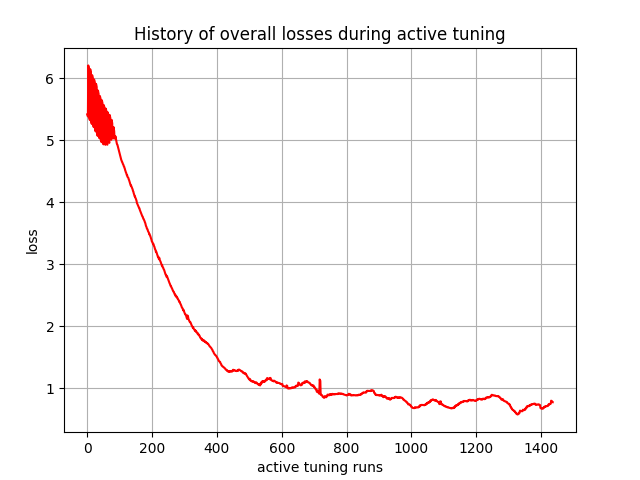 History of overall losses during active tuning
6
5
4
3
2
1
loss
0 200 400 600 800 1000 1200 1400
active tuning runs